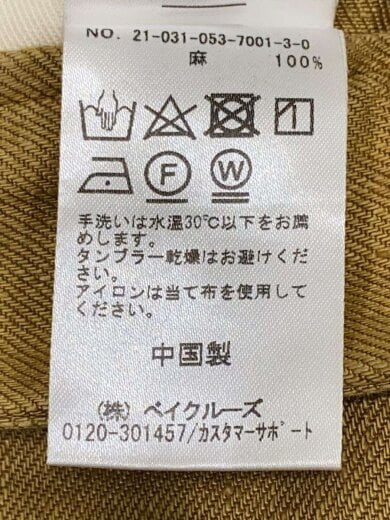 NO. 21-031-053-7001-3-0
麻 100%
F W
手洗いは水温30℃以下をお薦
めします。
タンブラー乾燥はお避けくださ
い。
アイロンは当て布を使用して
ください。
中国製
(株) ベイクルーズ
0120-301457/カスタマーサポート